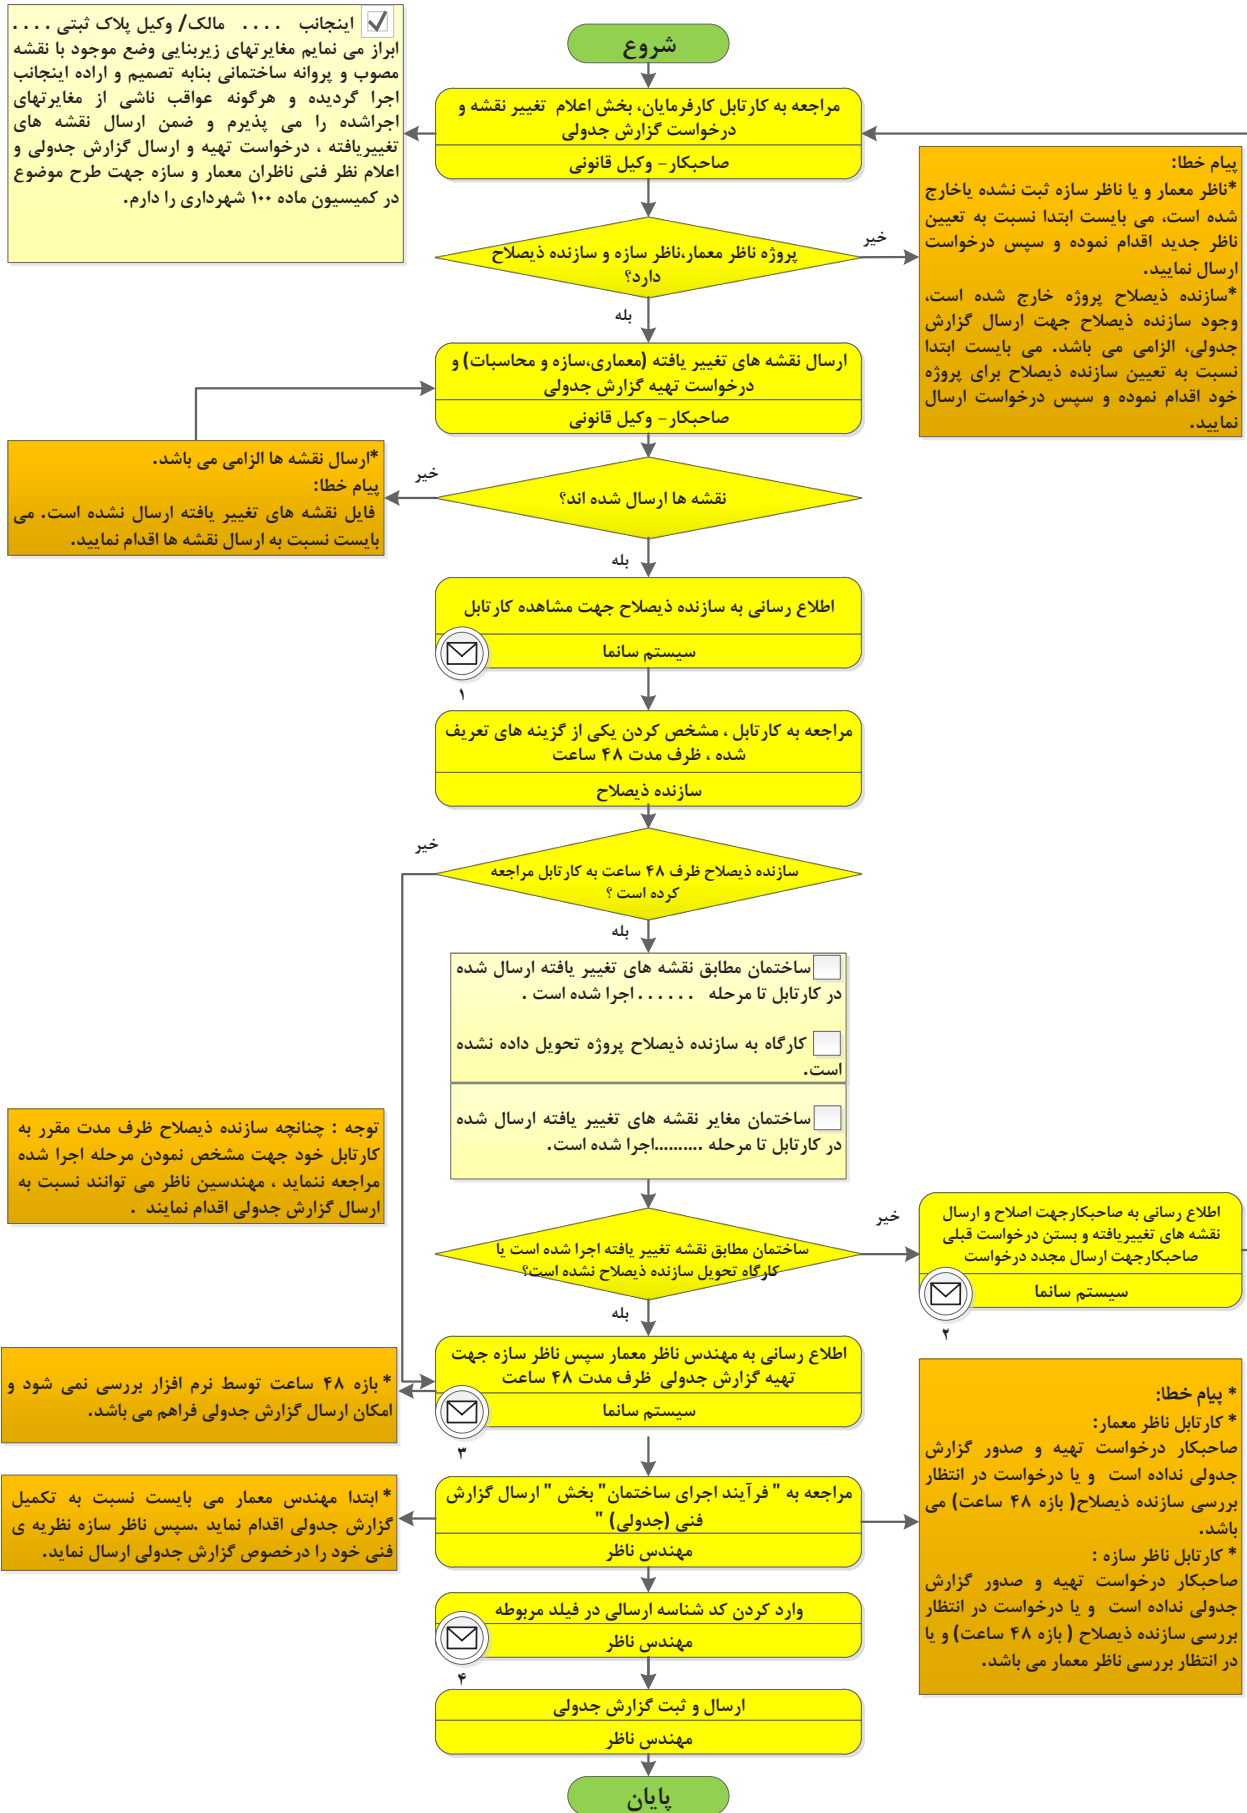 شروع
اینجانب .... مالک/ وکیل پلاک ثبتی ....
ابراز می نمایم مغایرتهای زیربنایی وضع موجود با نقشه
مصوب و پروانه ساختمانی بنابه تصمیم و اراده اینجانب
اجرا گردیده و هرگونه عواقب ناشی از مغایرتهای
اجراشده را می پذیرم و ضمن ارسال نقشه های
تغییریافته ، درخواست تهیه و ارسال گزارش جدولی و
اعلام نظر فنی ناظران معمار و سازه جهت طرح موضوع
در کمیسیون ماده ۱۰۰ شهرداری را دارم.
مراجعه به کارتابل کارفرمایان، بخش اعلام تغییر نقشه و
درخواست گزارش جدولی
صاحبکار- وکیل قانونی
پروژه ناظر معمار،ناظر سازه و سازنده ذیصلاح
دارد؟
خیر
بله
پیام خطا:
*ناظر معمار و یا ناظر سازه ثبت نشده یاخارج
شده است، می بایست ابتدا نسبت به تعیین
ناظر جدید اقدام نموده و سپس درخواست
ارسال نمایید.
*سازنده ذیصلاح پروژه خارج شده است،
وجود سازنده ذیصلاح جهت ارسال گزارش
جدولی، الزامی می باشد. می بایست ابتدا
نسبت به تعیین سازنده ذیصلاح برای پروژه
خود اقدام نموده و سپس درخواست ارسال
نمایید.
ارسال نقشه های تغییر یافته (معماری،سازه و محاسبات) و
درخواست تهیه گزارش جدولی
صاحبکار- وکیل قانونی
نقشه ها ارسال شده اند؟
خیر
بله
*ارسال نقشه ها الزامی می باشد.
پیام خطا:
فایل نقشه های تغییر یافته ارسال نشده است. می
بایست نسبت به ارسال نقشه ها اقدام نمایید.
اطلاع رسانی به سازنده ذیصلاح جهت مشاهده کارتابل
سیستم سانما
۱
مراجعه به کارتابل ، مشخص کردن یکی از گزینه های تعریف
شده ، ظرف مدت ۴۸ ساعت
سازنده ذیصلاح
سازنده ذیصلاح ظرف ۴۸ ساعت به کارتابل مراجعه
کرده است ؟
خیر
بله
ساختمان مطابق نقشه های تغییر یافته ارسال شده
در کارتابل تا مرحله ...... اجرا شده است .
کارگاه به سازنده ذیصلاح پروژه تحویل داده نشده
است.
ساختمان مغایر نقشه های تغییر یافته ارسال شده
در کارتابل تا مرحله ..........اجرا شده است.
توجه : چنانچه سازنده ذیصلاح ظرف مدت مقرر به
کارتابل خود جهت مشخص نمودن مرحله اجرا شده
مراجعه ننماید ، مهندسین ناظر می توانند نسبت به
ارسال گزارش جدولی اقدام نمایند .
ساختمان مطابق نقشه تغییر یافته اجرا شده است یا
کارگاه تحویل سازنده ذیصلاح نشده است؟
خیر
بله
اطلاع رسانی به صاحبکارجهت اصلاح و ارسال
نقشه های تغییریافته و بستن درخواست قبلی
صاحبکارجهت ارسال مجدد درخواست
سیستم سانما
۲
اطلاع رسانی به مهندس ناظر معمار سپس ناظر سازه جهت
تهیه گزارش جدولی ظرف مدت ۴۸ ساعت
سیستم سانما
۳
* بازه ۴۸ ساعت توسط نرم افزار بررسی نمی شود و
امکان ارسال گزارش جدولی فراهم می باشد.
مراجعه به " فرآیند اجرای ساختمان" بخش " ارسال گزارش
فنی (جدولی) "
مهندس ناظر
* ابتدا مهندس معمار می بایست نسبت به تکمیل
گزارش جدولی اقدام نماید .سپس ناظر سازه نظریه ی
فنی خود را درخصوص گزارش جدولی ارسال نماید.
* پیام خطا:
* کارتابل ناظر معمار:
صاحبکار درخواست تهیه و صدور گزارش
جدولی نداده است و یا درخواست در انتظار
بررسی سازنده ذیصلاح( بازه ۴۸ ساعت) می
باشد.
* کارتابل ناظر سازه :
صاحبکار درخواست تهیه و صدور گزارش
جدولی نداده است و یا درخواست در انتظار
بررسی سازنده ذیصلاح ( بازه ۴۸ ساعت) و یا
در انتظار بررسی ناظر معمار می باشد.
وارد کردن کد شناسه ارسالی در فیلد مربوطه
مهندس ناظر
۴
ارسال و ثبت گزارش جدولی
مهندس ناظر
پایان